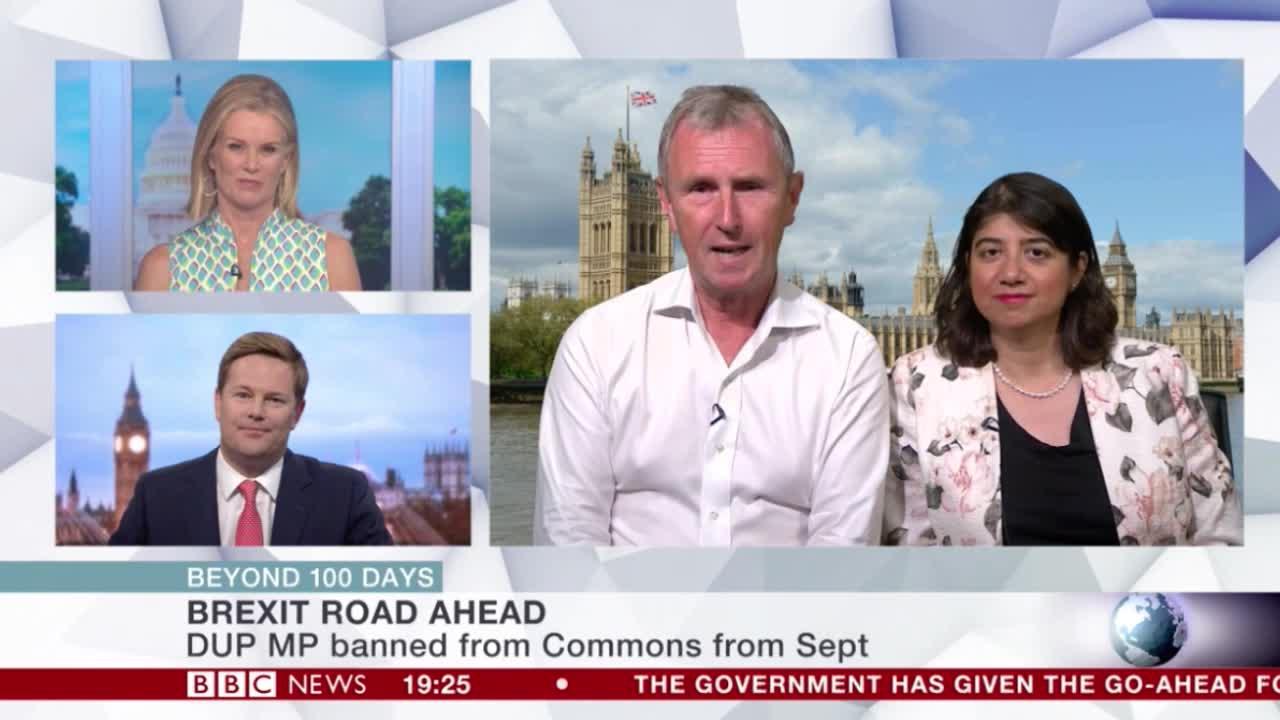 BEYOND 100 DAYS
BREXIT ROAD AHEAD
DUP MP banned from Commons from Sept
BBC NEWS 19:25 • THE GOVERNMENT HAS GIVEN THE GO-AHEAD FO